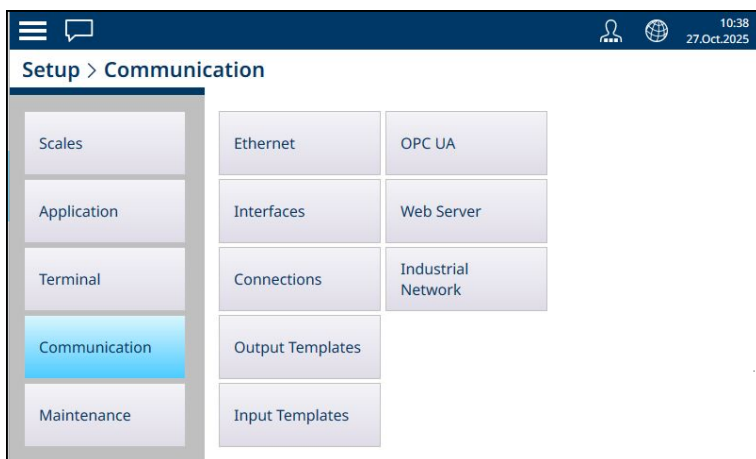 10:38
27.Oct.2025
Setup > Communication
Scales
Application
Terminal
Communication
Maintenance
Ethernet
Interfaces
Connections
Output Templates
Input Templates
OPC UA
Web Server
Industrial
Network